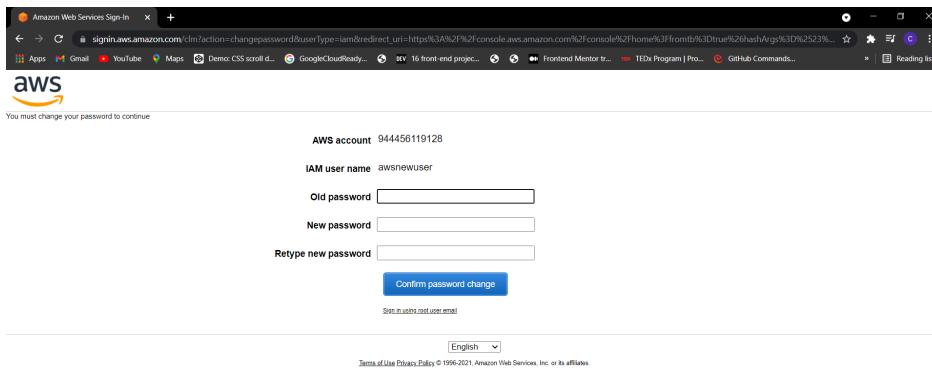 Amazon Web Services Sign-In
signin.aws.amazon.com/clm?action=changepassword&userType=iam&redirect_uri=https%3A%2F%2Fconsole.aws.amazon.com%2Fconsole%2Fhome%3Ffromtb%3Dtrue%26hashArgs%3D%2523%...
Apps Gmail YouTube Maps Demo: CSS scroll d... GoogleCloudReady... DEV 16 front-end projec... Frontend Mentor tr... TEDx Program | Pro... GitHub Commands... » Reading lis
aws
You must change your password to continue
AWS account 944456119128
IAM user name awsnewuser
Old password
New password
Retype new password
Confirm password change
Sign in using root user email
English
Terms of Use Privacy Policy © 1996-2021, Amazon Web Services, Inc. or its affiliates.